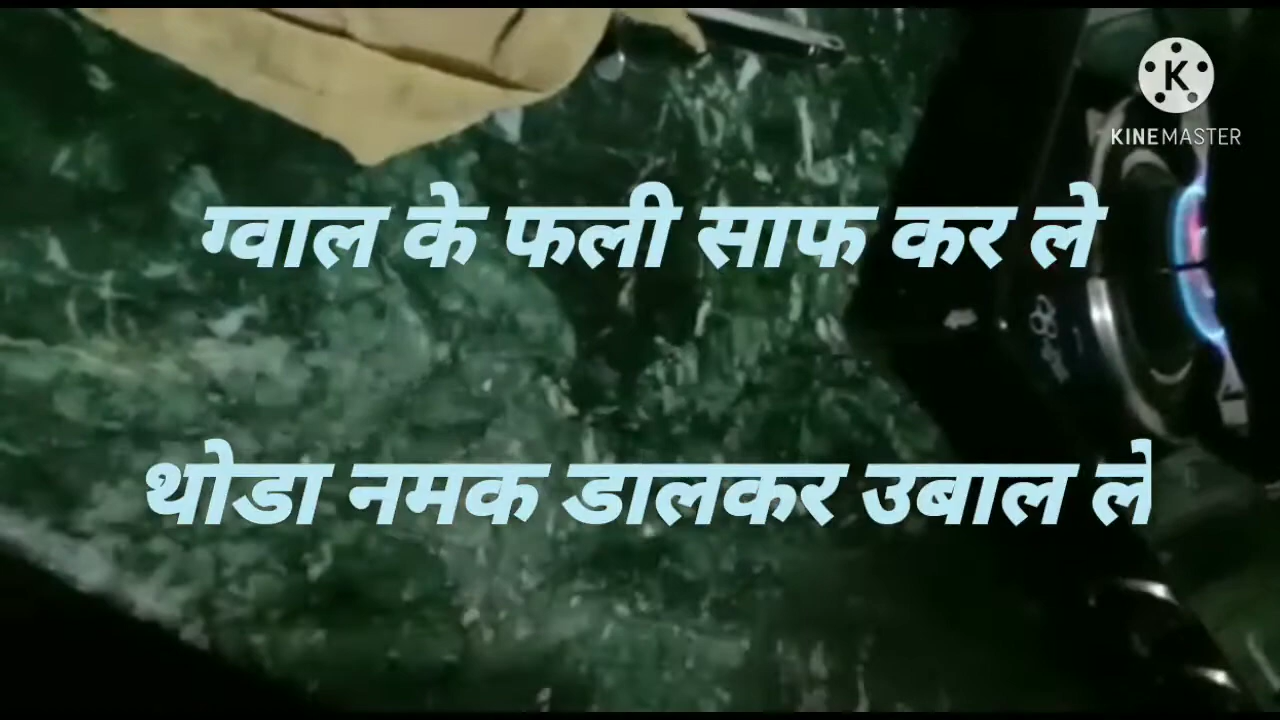 K
KINEMASTER
ग्वाल के फली साफ कर ले
थोडा नमक डालकर उबाल ले